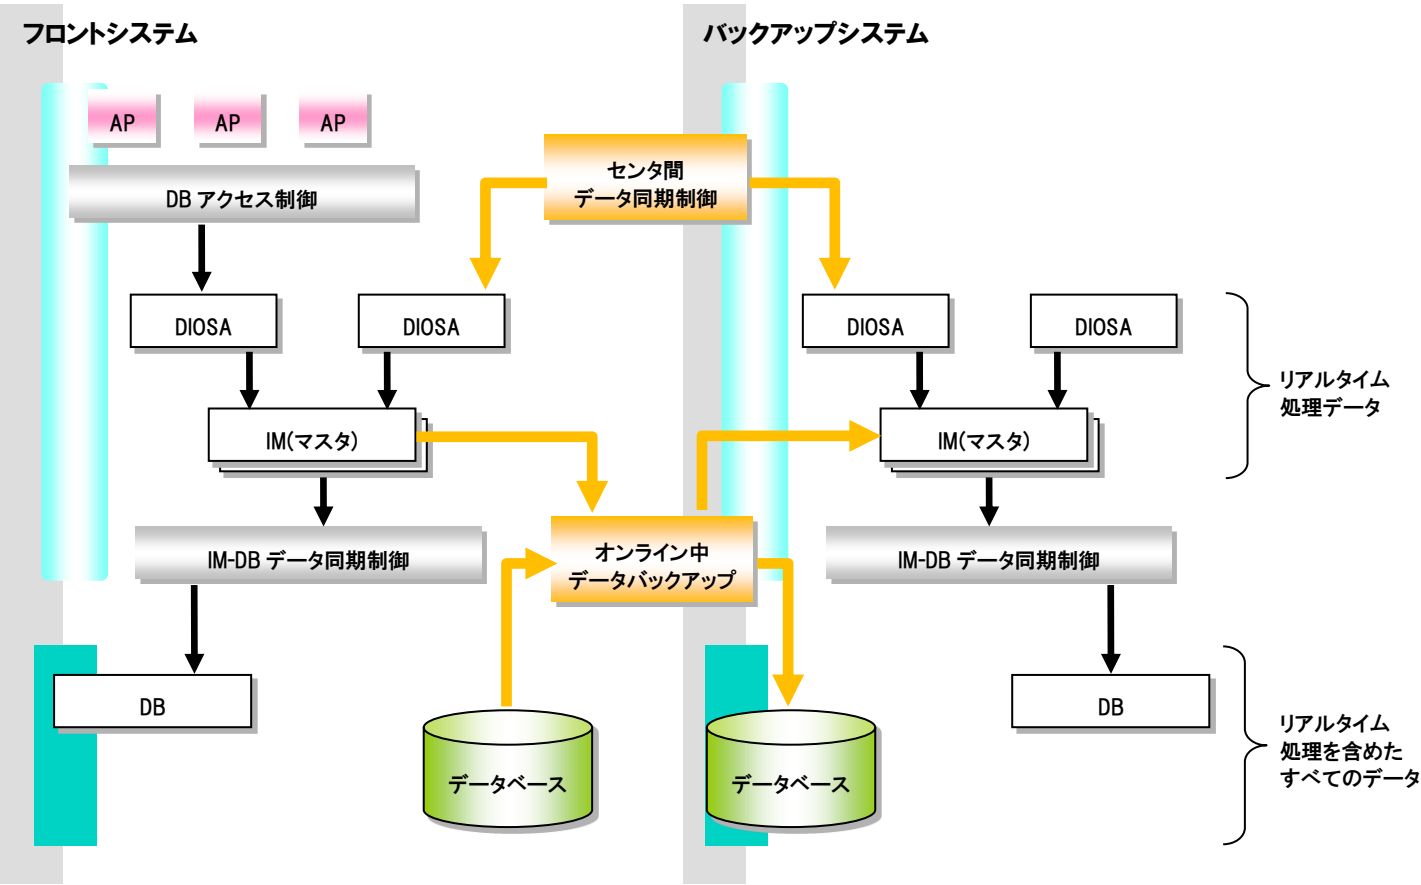 フロントシステム
バックアップシステム
AP
AP
AP
センタ間
データ同期制御
DB アクセス制御
DIOSA
DIOSA
DIOSA
DIOSA
リアルタイム
処理データ
IM(マスタ)
IM(マスタ)
IM-DB データ同期制御
オンライン中
データバックアップ
IM-DB データ同期制御
DB
DB
リアルタイム
処理を含めた
すべてのデータ
データベース
データベース